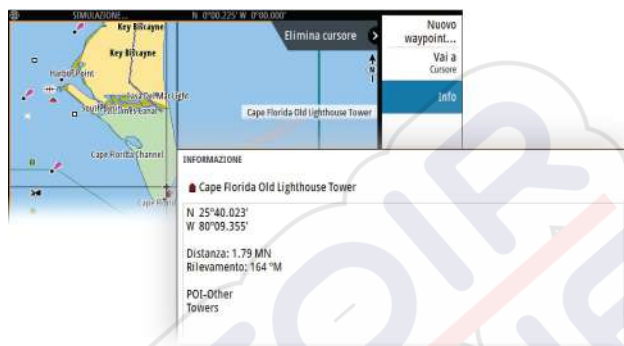 SIMULAZIONE...
N 0°00.225' W 0°00.000'
Elimina cursore
Nuovo
waypoint...
Vai a
Cursore
Info
Key Biscayne
Key Biscayne
Harbor Point
Cape Florida Old Lighthouse Tower
Cape Florida Channel
Cape Florida
INFORMAZIONE
Cape Florida Old Lighthouse Tower
N 25°40.023'
W 80°09.355'
Distanza: 1.79 MN
Rilevamento: 164 °M
POI-Other
Towers